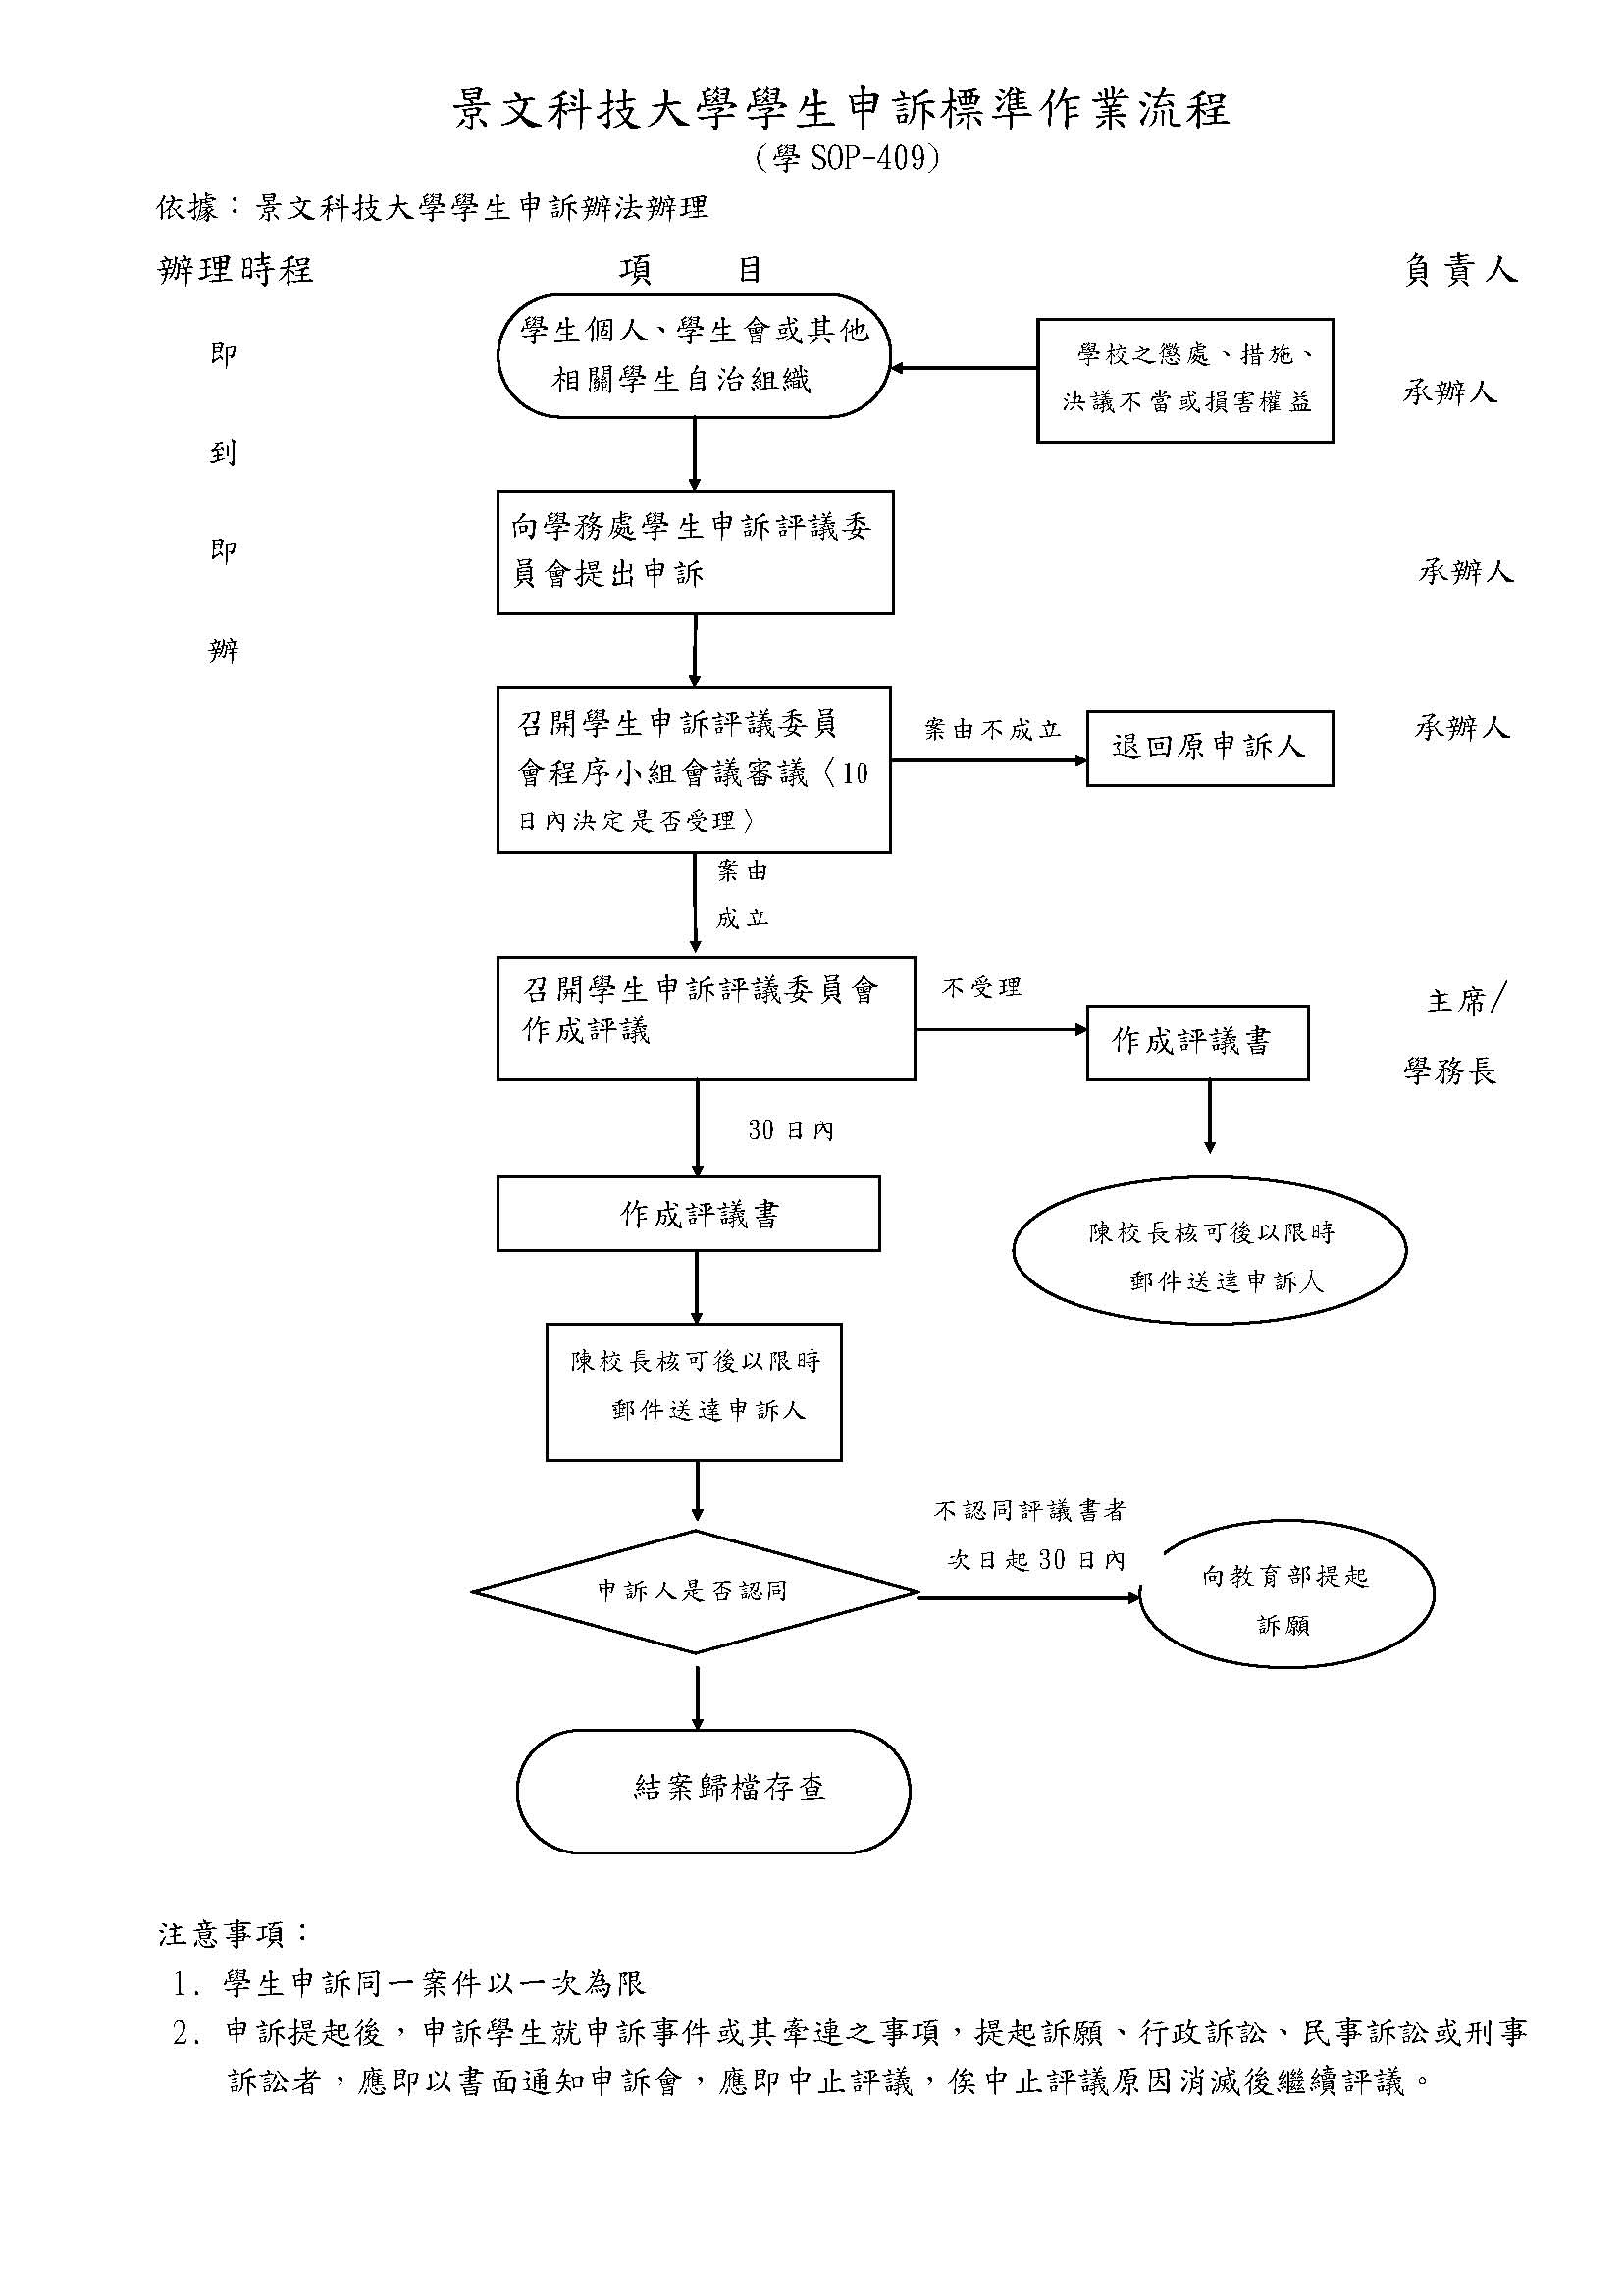 景文科技大學學生申訴標準作業流程
（學 SOP-409）
依據：景文科技大學學生申訴辦法辦理
辦理時程 項 目 負責人
即
到
即
辦
學生個人、學生會或其他
相關學生自治組織
學校之懲處、措施、
決議不當或損害權益
承辦人
向學務處學生申訴評議委
員會提出申訴
承辦人
召開學生申訴評議委員
會程序小組會議審議〈10
日內決定是否受理〉
案由不成立
退回原申訴人
承辦人
案由
成立
召開學生申訴評議委員會
作成評議
不受理
作成評議書
主席/
學務長
30 日內
作成評議書
陳校長核可後以限時
郵件送達申訴人
陳校長核可後以限時
郵件送達申訴人
申訴人是否認同
不認同評議書者
次日起 30 日內
向教育部提起
訴願
結案歸檔存查
注意事項：
1. 學生申訴同一案件以一次為限
2. 申訴提起後，申訴學生就申訴事件或其牽連之事項，提起訴願、行政訴訟、民事訴訟或刑事
訴訟者，應即以書面通知申訴會，應即中止評議，俟中止評議原因消滅後繼續評議。